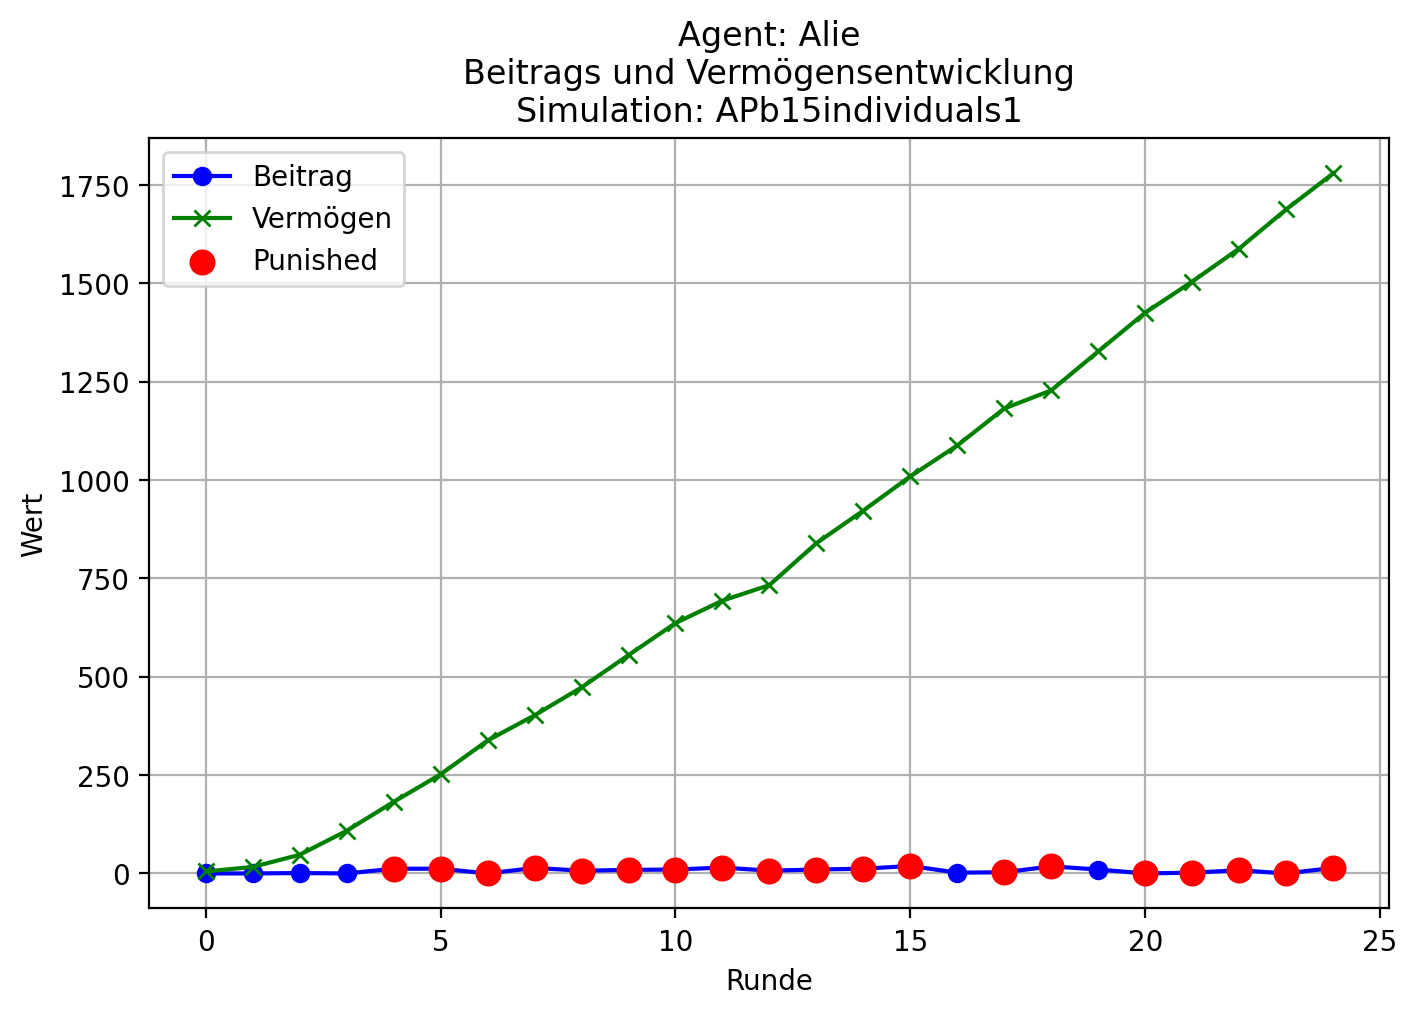 Agent: Alie
Beitrags und Vermögensentwicklung
Simulation: APb15individuals1
Beitrag
Vermögen
Punished
1750
1500
1250
1000
750
500
250
0
Wert
0 5 10 15 20 25
Runde